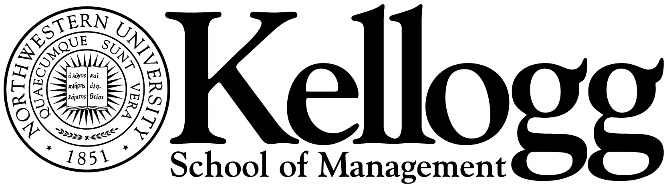 NORTHWESTERN UNIVERSITY
QUAECUMQUE SUNT VERA
1851
Kellogg
School of Management